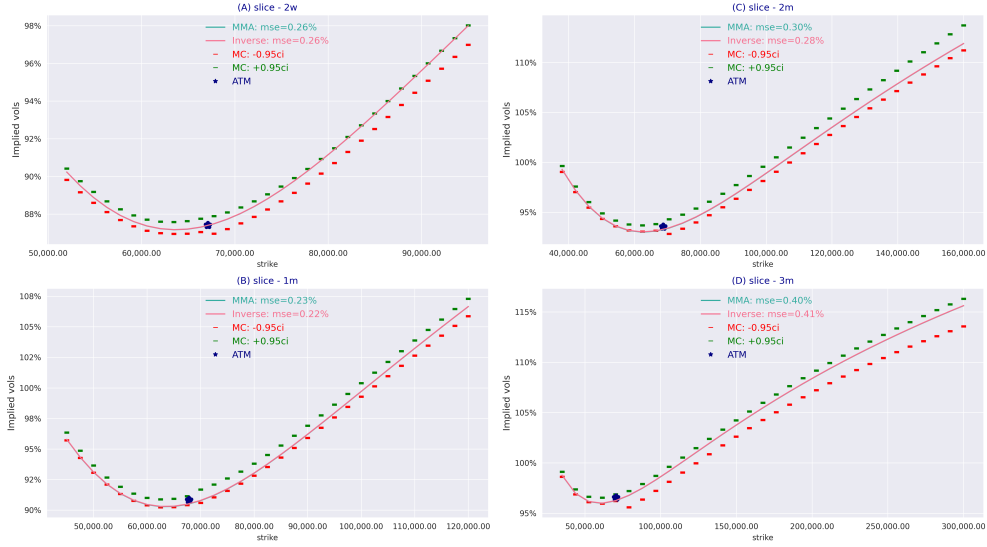 (A) slice - 2w
98%
96%
94%
92%
90%
88%
Implied vols
MMA: mse=0.26%
Inverse: mse=0.26%
MC: -0.95ci
MC: +0.95ci
ATM
50,000.00 60,000.00 70,000.00 80,000.00 90,000.00
strike
(C) slice - 2m
110%
105%
100%
95%
Implied vols
MMA: mse=0.30%
Inverse: mse=0.28%
MC: -0.95ci
MC: +0.95ci
ATM
40,000.00 60,000.00 80,000.00 100,000.00 120,000.00 140,000.00 160,000.00
strike
(B) slice - 1m
108%
105%
102%
100%
98%
95%
92%
90%
Implied vols
MMA: mse=0.23%
Inverse: mse=0.22%
MC: -0.95ci
MC: +0.95ci
ATM
50,000.00 60,000.00 70,000.00 80,000.00 90,000.00 100,000.00 110,000.00 120,000.00
strike
(D) slice - 3m
115%
110%
105%
100%
95%
Implied vols
MMA: mse=0.40%
Inverse: mse=0.41%
MC: -0.95ci
MC: +0.95ci
ATM
50,000.00 100,000.00 150,000.00 200,000.00 250,000.00 300,000.00
strike